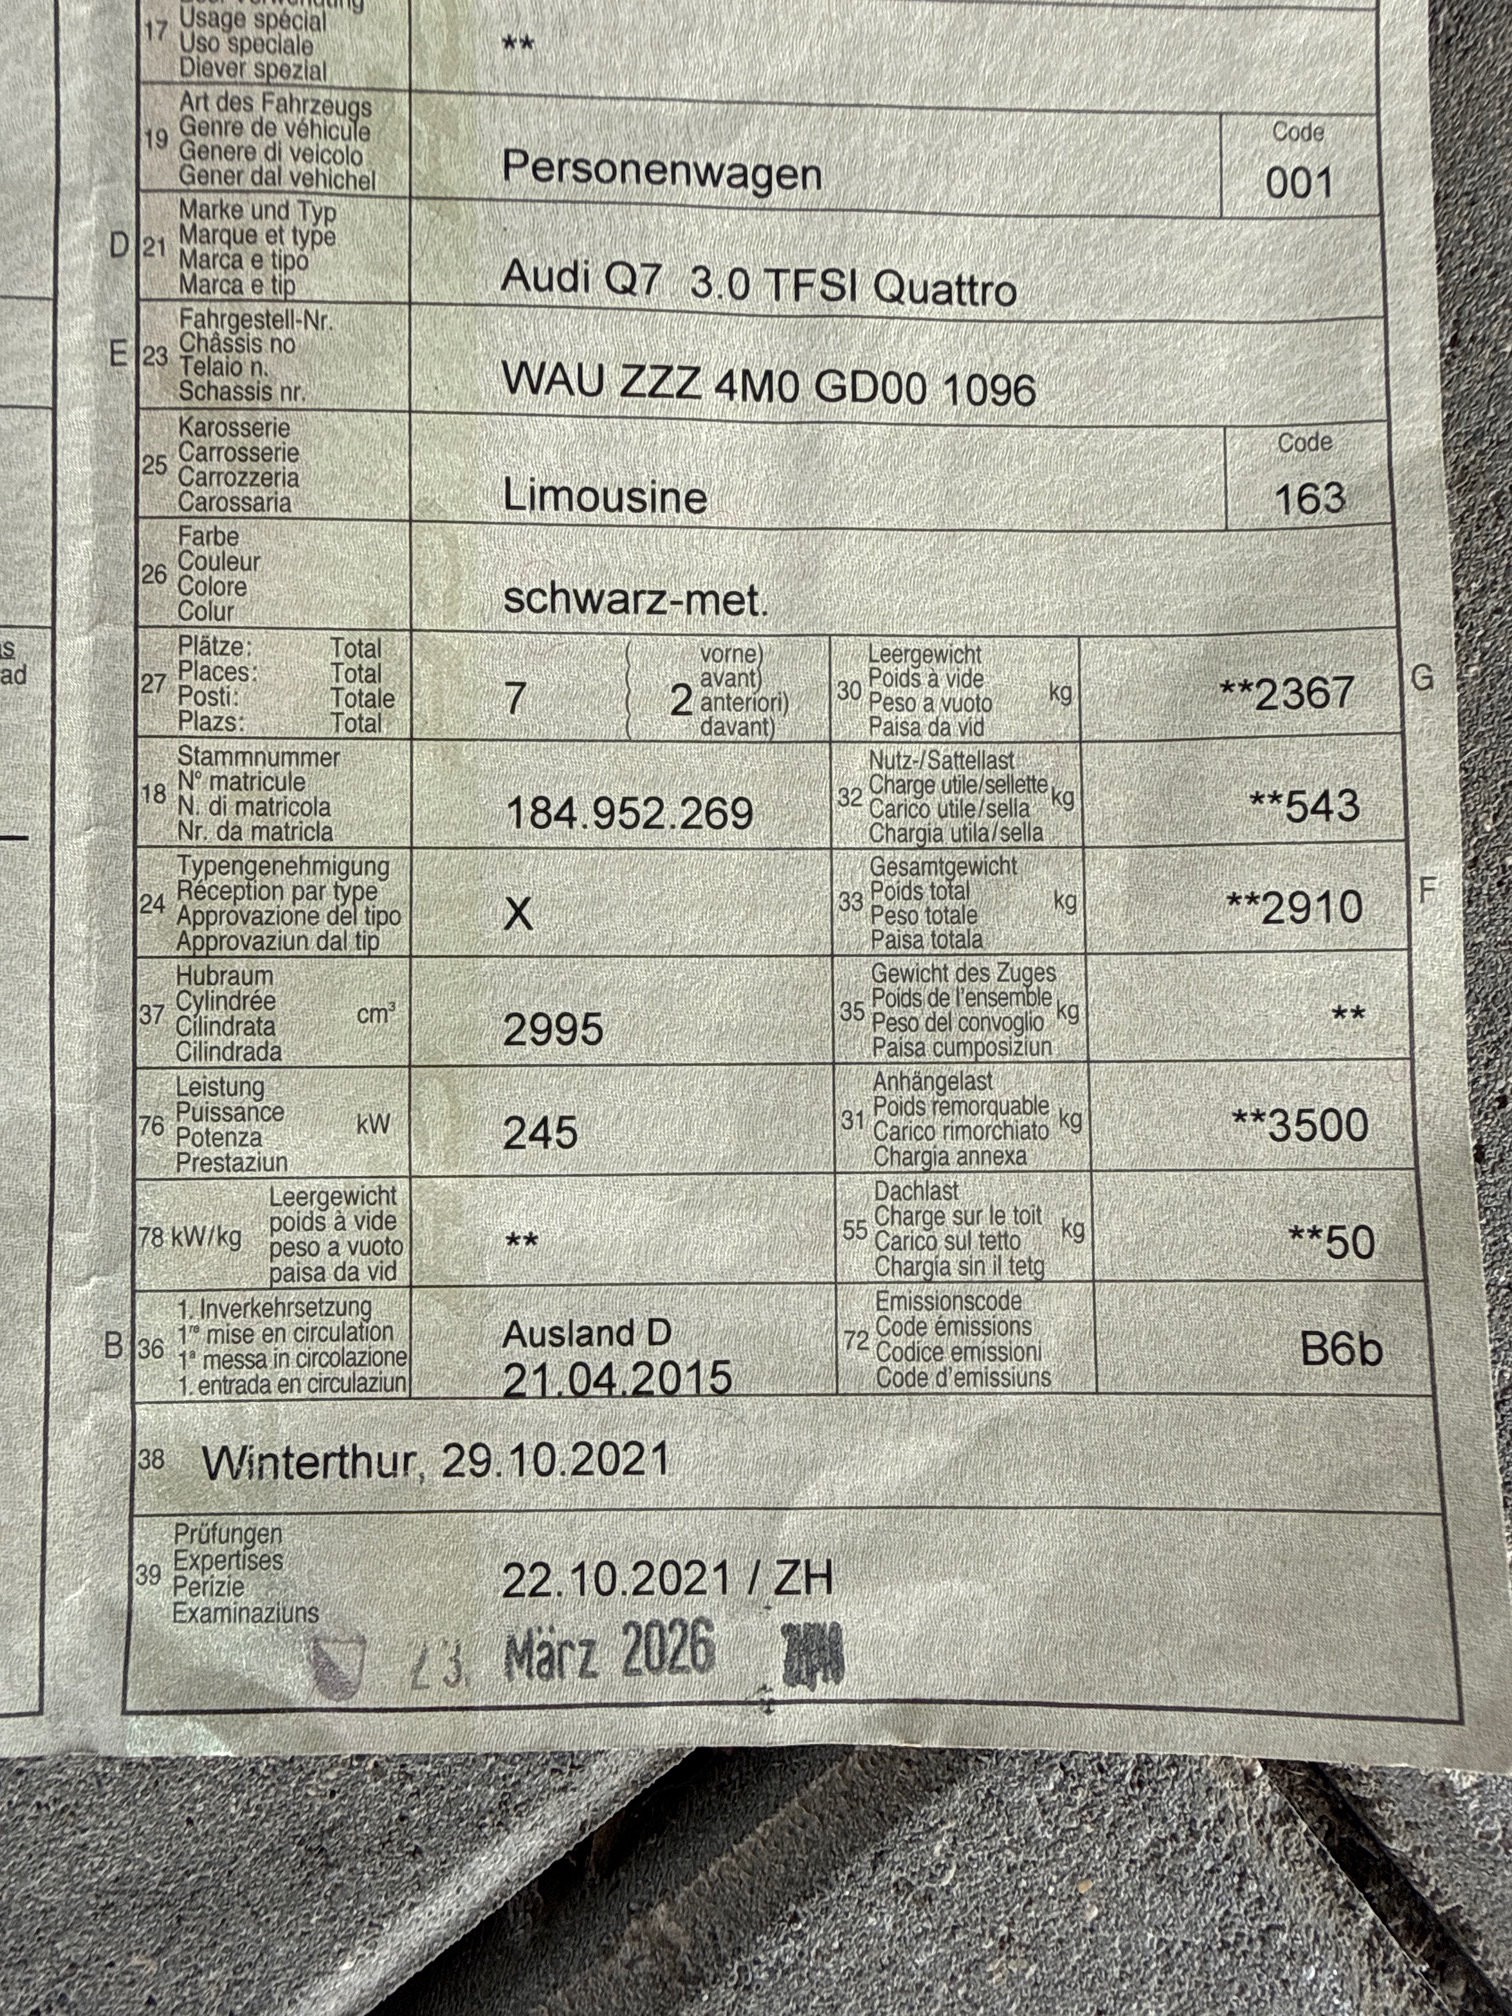 17 Usage spécial
Uso speciale
Diever spezial
**
19 Art des Fahrzeugs
Genre de véhicule
Genere di veicolo
Gener dal vehichel
Personenwagen
Code
001
D 21 Marke und Typ
Marque et type
Marca e tipo
Marca e tip
Audi Q7 3.0 TFSI Quattro
E 23 Fahrgestell-Nr.
Châssis no
Telaio n.
Schassis nr.
WAU ZZZ 4M0 GD00 1096
25 Karosserie
Carrosserie
Carrozzeria
Carossaria
Limousine
Code
163
26 Farbe
Couleur
Colore
Colur
schwarz-met.
27 Plätze: Total
Places: Total
Posti: Totale
Plazs: Total
7
2
vorne)
avant)
anteriori)
davant)
30 Leergewicht
Poids à vide
Peso a vuoto
Paisa da vid
kg
**2367
G
18 Stammnummer
N° matricule
N. di matricola
Nr. da matricla
184.952.269
32 Nutz-/Sattellast
Charge utile/sellette
Carico utile/sella
Chargia utila/sella
kg
**543
24 Typengenehmigung
Réception par type
Approvazione del tipo
Approvaziun dal tip
X
33 Gesamtgewicht
Poids total
Peso totale
Paisa totala
kg
**2910
F
37 Hubraum
Cylindrée
Cilindrata
Cilindrada
cm³
2995
35 Gewicht des Zuges
Poids de l'ensemble
Peso del convoglio
Paisa cumposiziun
kg
**
76 Leistung
Puissance
Potenza
Prestaziun
kW
245
31 Anhängelast
Poids remorquable
Carico rimorchiato
Chargia annexa
kg
**3500
78 kW/kg
Leergewicht
poids à vide
peso a vuoto
paisa da vid
**
55 Dachlast
Charge sur le toit
Carico sul tetto
Chargia sin il tetg
kg
**50
B 36 1. Inverkehrsetzung
1re mise en circulation
1a messa in circolazione
1. entrada en circulaziun
Ausland D
21.04.2015
72 Emissionscode
Code émissions
Codice emissioni
Code d'emissiuns
B6b
38 Winterthur, 29.10.2021
39 Prüfungen
Expertises
Perizie
Examinaziuns
22.10.2021 / ZH
23. März 2026